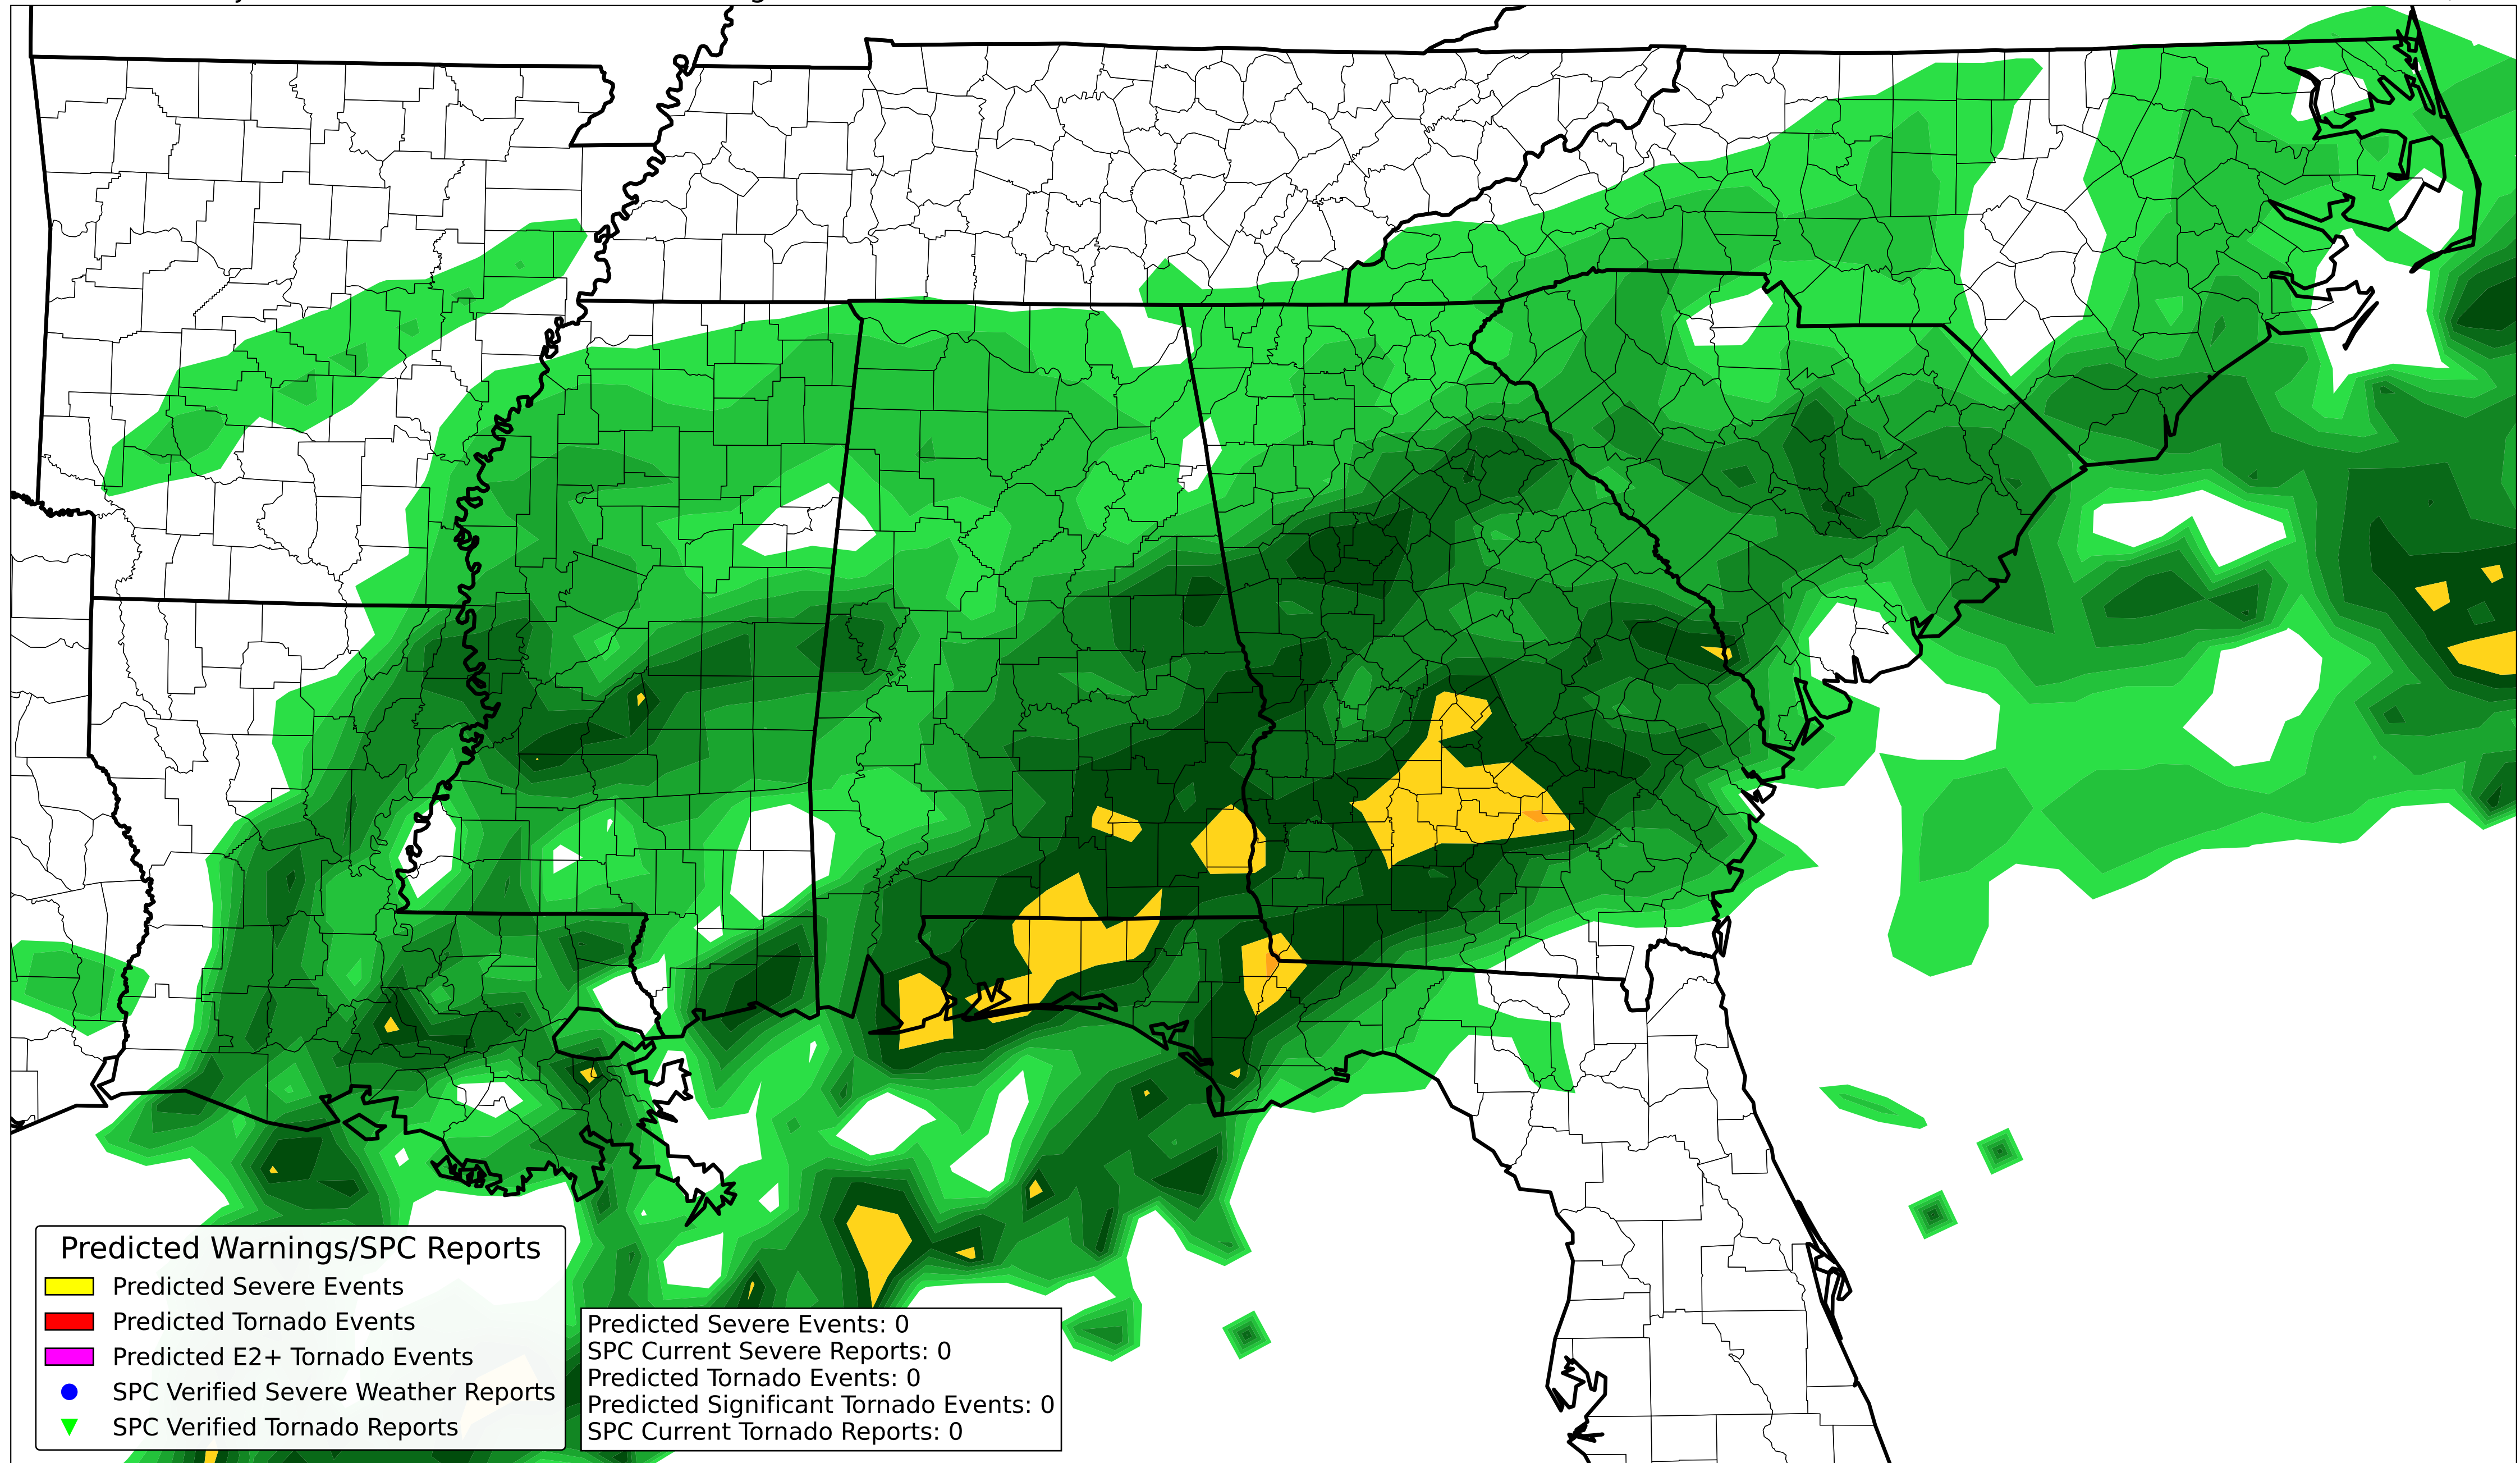 Predicted Warnings/SPC Reports
Predicted Severe Events
Predicted Tornado Events
Predicted E2+ Tornado Events
SPC Verified Severe Weather Reports
SPC Verified Tornado Reports
Predicted Severe Events: 0
SPC Current Severe Reports: 0
Predicted Tornado Events: 0
Predicted Significant Tornado Events: 0
SPC Current Tornado Reports: 0